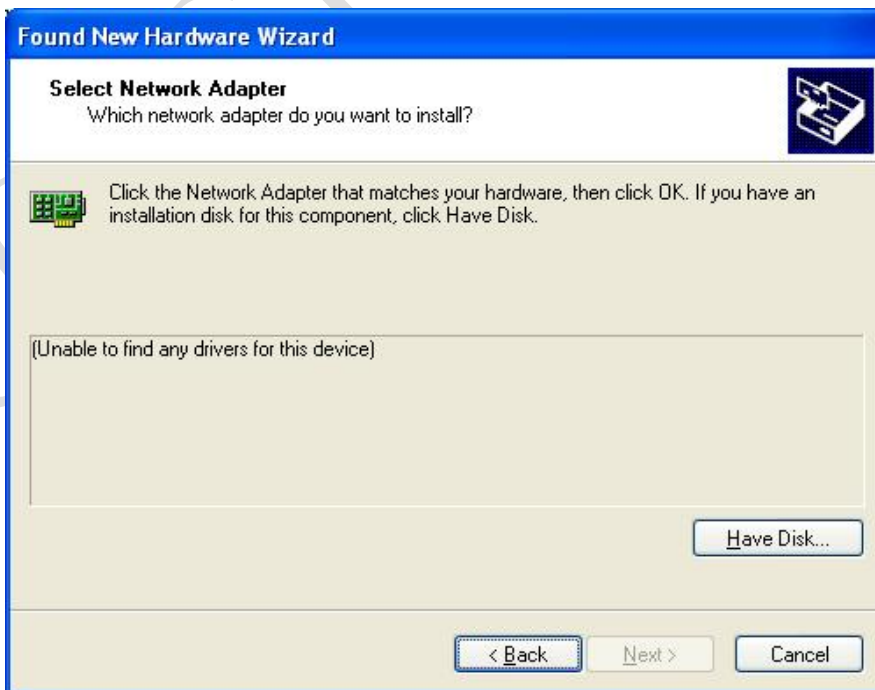 Found New Hardware Wizard
Select Network Adapter
Which network adapter do you want to install?
Click the Network Adapter that matches your hardware, then click OK. If you have an
installation disk for this component, click Have Disk.
(Unable to find any drivers for this device)
Have Disk...
< Back
Next >
Cancel